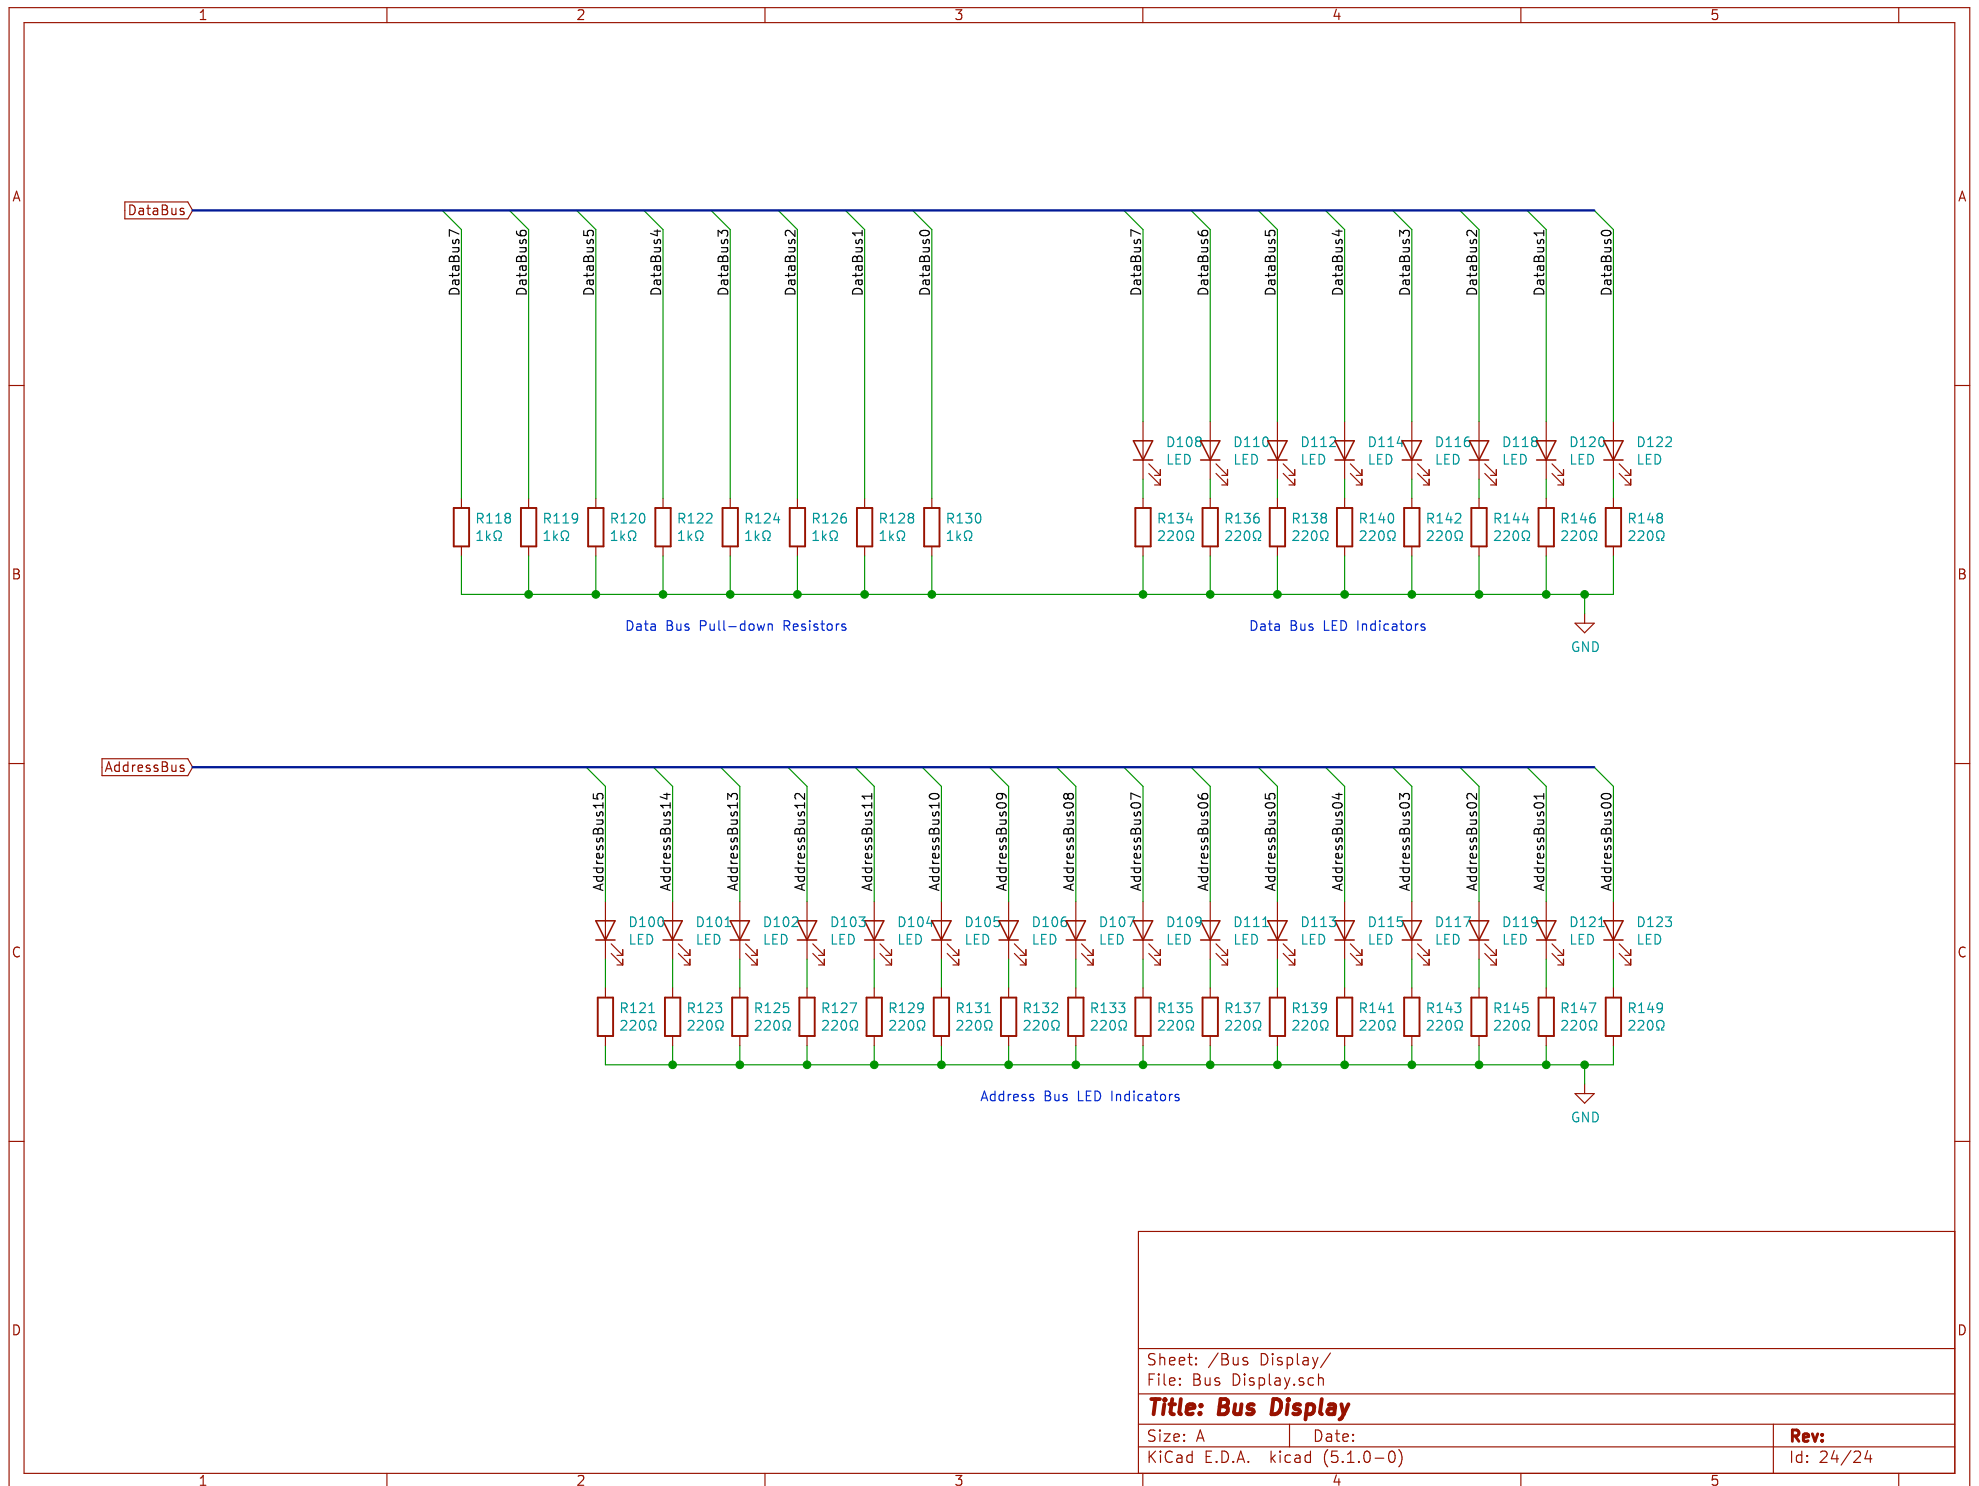 1 2 3 4 5
A A
DataBus
DataBus7 DataBus6 DataBus5 DataBus4 DataBus3 DataBus2 DataBus1 DataBus0 DataBus7 DataBus6 DataBus5 DataBus4 DataBus3 DataBus2 DataBus1 DataBus0
D108 D110 D112 D114 D116 D118 D120 D122
LED LED LED LED LED LED LED LED
R118 R119 R120 R122 R124 R126 R128 R130 R134 R136 R138 R140 R142 R144 R146 R148
1kΩ 1kΩ 1kΩ 1kΩ 1kΩ 1kΩ 1kΩ 1kΩ 220Ω 220Ω 220Ω 220Ω 220Ω 220Ω 220Ω 220Ω
B B
Data Bus Pull-down Resistors Data Bus LED Indicators
GND
AddressBus
AddressBus15 AddressBus14 AddressBus13 AddressBus12 AddressBus11 AddressBus10 AddressBus09 AddressBus08 AddressBus07 AddressBus06 AddressBus05 AddressBus04 AddressBus03 AddressBus02 AddressBus01 AddressBus00
D100 D101 D102 D103 D104 D105 D106 D107 D109 D111 D113 D115 D117 D119 D121 D123
LED LED LED LED LED LED LED LED LED LED LED LED LED LED LED LED
C C
R121 R123 R125 R127 R129 R131 R132 R133 R135 R137 R139 R141 R143 R145 R147 R149
220Ω 220Ω 220Ω 220Ω 220Ω 220Ω 220Ω 220Ω 220Ω 220Ω 220Ω 220Ω 220Ω 220Ω 220Ω 220Ω
Address Bus LED Indicators
GND
D D
Sheet: /Bus Display/
File: Bus Display.sch
Title: Bus Display
Size: A Date: Rev:
KiCad E.D.A. kicad (5.1.0-0) Id: 24/24
1 2 3 4 5